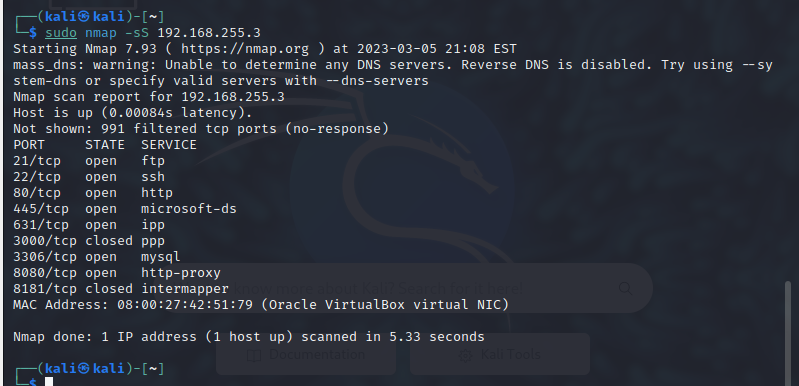 ┌──(kali㉿kali)-[~]
└─$ sudo nmap -sS 192.168.255.3
Starting Nmap 7.93 ( https://nmap.org ) at 2023-03-05 21:08 EST
mass_dns: warning: Unable to determine any DNS servers. Reverse DNS is disabled. Try using --sy
stem-dns or specify valid servers with --dns-servers
Nmap scan report for 192.168.255.3
Host is up (0.00084s latency).
Not shown: 991 filtered tcp ports (no-response)
PORT     STATE  SERVICE
21/tcp   open   ftp
22/tcp   open   ssh
80/tcp   open   http
445/tcp  open   microsoft-ds
631/tcp  open   ipp
3000/tcp closed ppp
3306/tcp open   mysql
8080/tcp open   http-proxy
8181/tcp closed intermapper
MAC Address: 08:00:27:42:51:79 (Oracle VirtualBox virtual NIC)
Nmap done: 1 IP address (1 host up) scanned in 5.33 seconds
Documentation
Kali Tools
┌──(kali㉿kali)-[~]
└─$